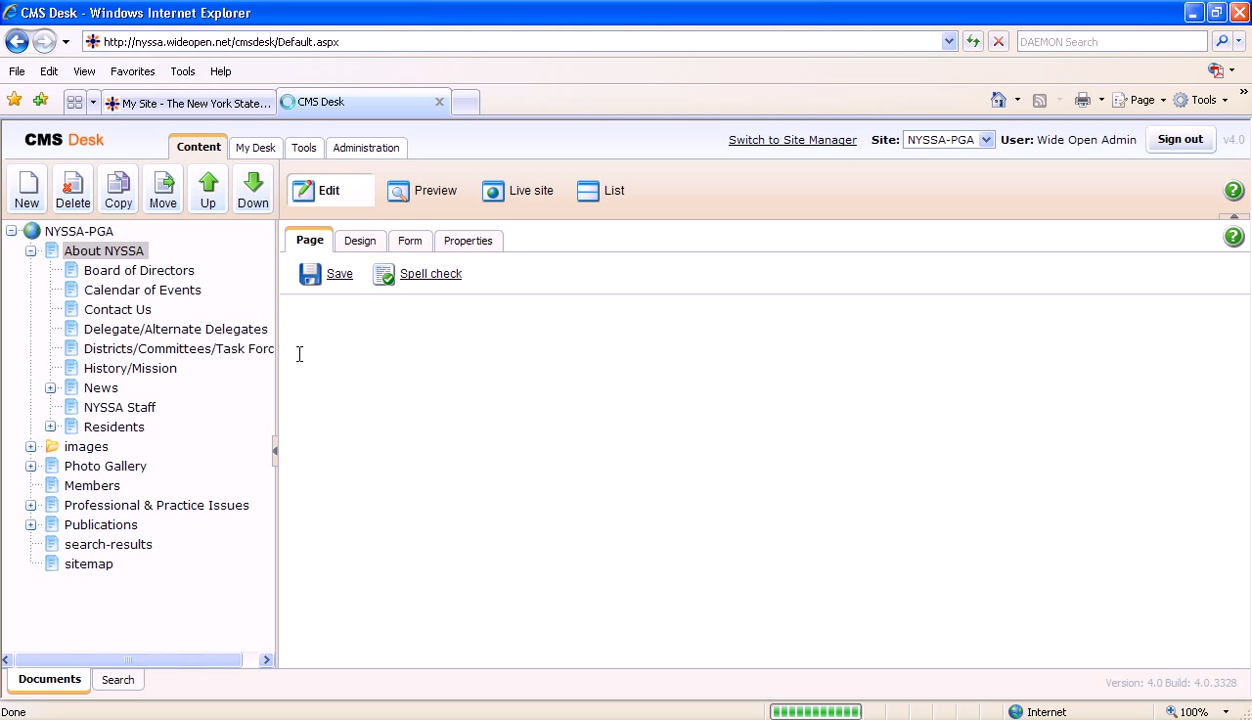 CMS Desk - Windows Internet Explorer
http://nyssa.wideopen.net/cmsdesk/Default.aspx
DAEMON Search
File Edit View Favorites Tools Help
My Site - The New York State...
CMS Desk
Page Tools
CMS Desk
Content My Desk Tools Administration
Switch to Site Manager Site: NYSSA-PGA User: Wide Open Admin Sign out v4.0
New Delete Copy Move Up Down
Edit Preview Live site List
Page Design Form Properties
Save Spell check
NYSSA-PGA
About NYSSA
Board of Directors
Calendar of Events
Contact Us
Delegate/Alternate Delegates
Districts/Committees/Task Forc
History/Mission
News
NYSSA Staff
Residents
images
Photo Gallery
Members
Professional & Practice Issues
Publications
search-results
sitemap
Documents Search
Version: 4.0 Build: 4.0.3328
Done
Internet
100%